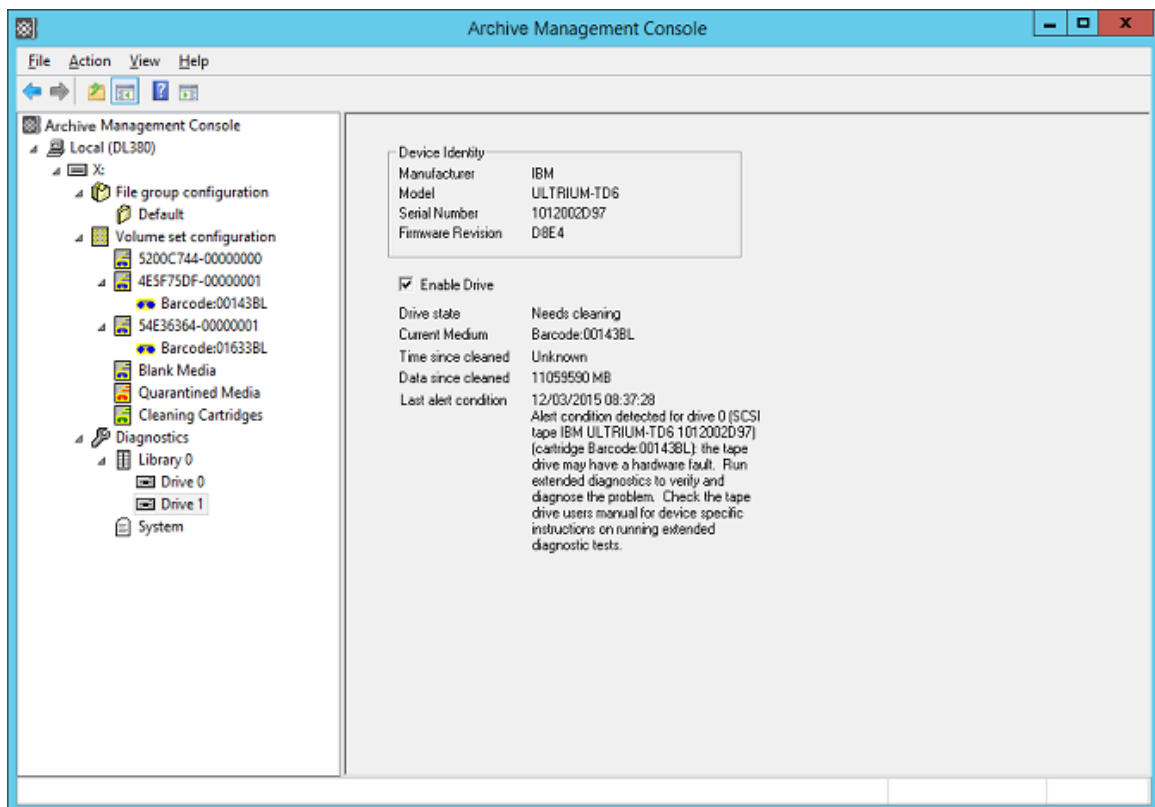 Archive Management Console
File Action View Help
Archive Management Console
Local (DL380)
X:
File group configuration
Default
Volume set configuration
5200C744-00000000
4E5F75DF-00000001
Barcode:00143BL
54E36364-00000001
Barcode:01633BL
Blank Media
Quarantined Media
Cleaning Cartridges
Diagnostics
Library 0
Drive 0
Drive 1
System
Device Identity
Manufacturer IBM
Model ULTRIUM-TD6
Serial Number 1012002D97
Firmware Revision D8E4
Enable Drive
Drive state Needs cleaning
Current Medium Barcode:00143BL
Time since cleaned Unknown
Data since cleaned 11059590 MB
Last alert condition 12/03/2015 08:37:28
Alert condition detected for drive 0 (SCSI
tape IBM ULTRIUM-TD6 1012002D97)
(cartridge Barcode:00143BL): the tape
drive may have a hardware fault. Run
extended diagnostics to verify and
diagnose the problem. Check the tape
drive users manual for device specific
instructions on running extended
diagnostic tests.